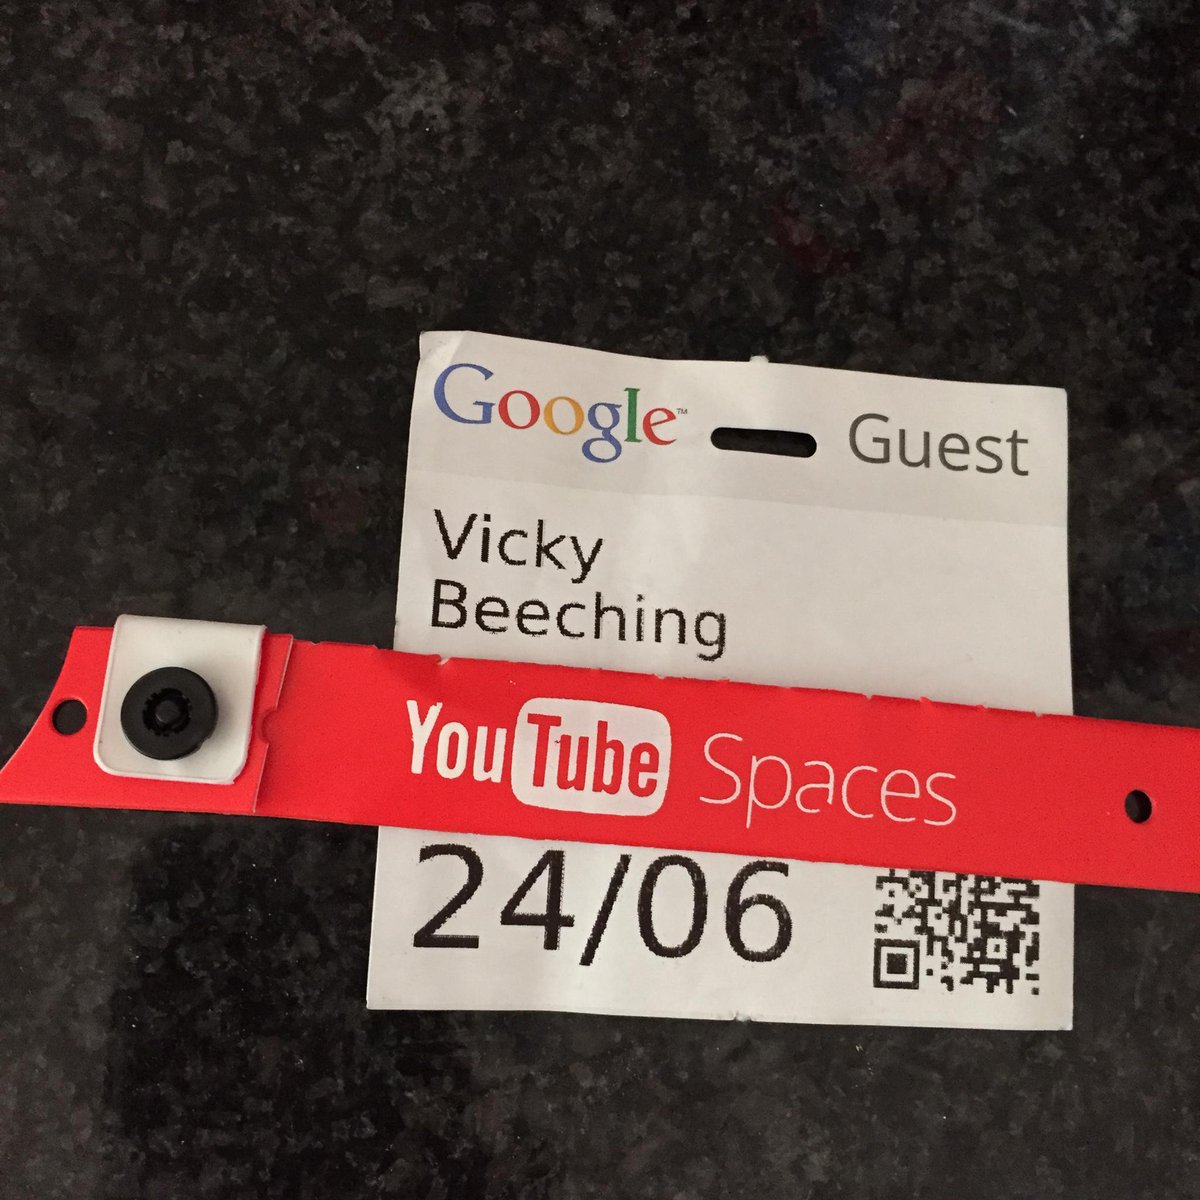 Google™ Guest
Vicky
Beeching
YouTube Spaces
24/06